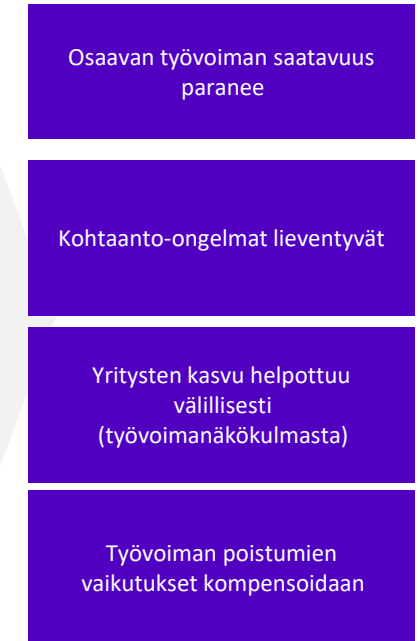 Osaavan työvoiman saatavuus
paranee
Kohtaanto-ongelmat lieventyvät
Yritysten kasvu helpottuu
välillisesti
(työvoimanäkökulmasta)
Työvoiman poistumien
vaikutukset kompensoidaan